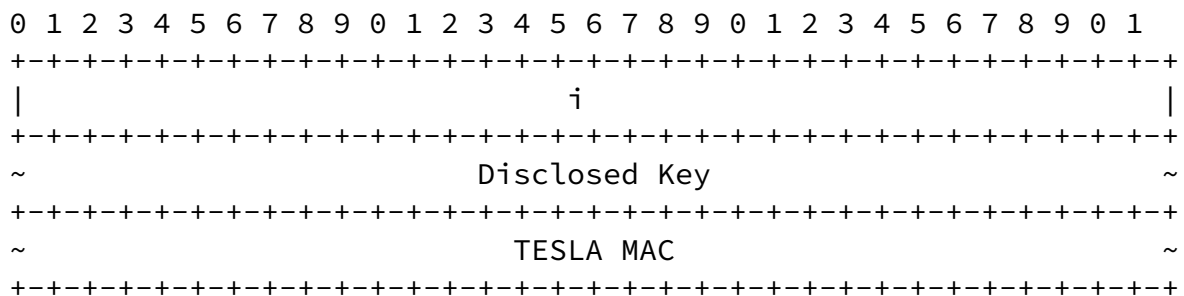 0 1 2 3 4 5 6 7 8 9 0 1 2 3 4 5 6 7 8 9 0 1 2 3 4 5 6 7 8 9 0 1
+-+-+-+-+-+-+-+-+-+-+-+-+-+-+-+-+-+-+-+-+-+-+-+-+-+-+-+-+-+-+-+-+
|                              i                                |
+-+-+-+-+-+-+-+-+-+-+-+-+-+-+-+-+-+-+-+-+-+-+-+-+-+-+-+-+-+-+-+-+
~                         Disclosed Key                         ~
+-+-+-+-+-+-+-+-+-+-+-+-+-+-+-+-+-+-+-+-+-+-+-+-+-+-+-+-+-+-+-+-+
~                           TESLA MAC                           ~
+-+-+-+-+-+-+-+-+-+-+-+-+-+-+-+-+-+-+-+-+-+-+-+-+-+-+-+-+-+-+-+-+